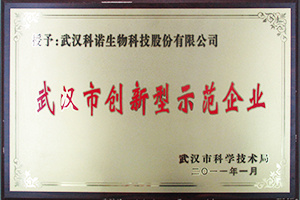 授予：武汉科诺生物科技股份有限公司
武汉市创新型示范企业
武汉市科学技术局
二〇一一年一月